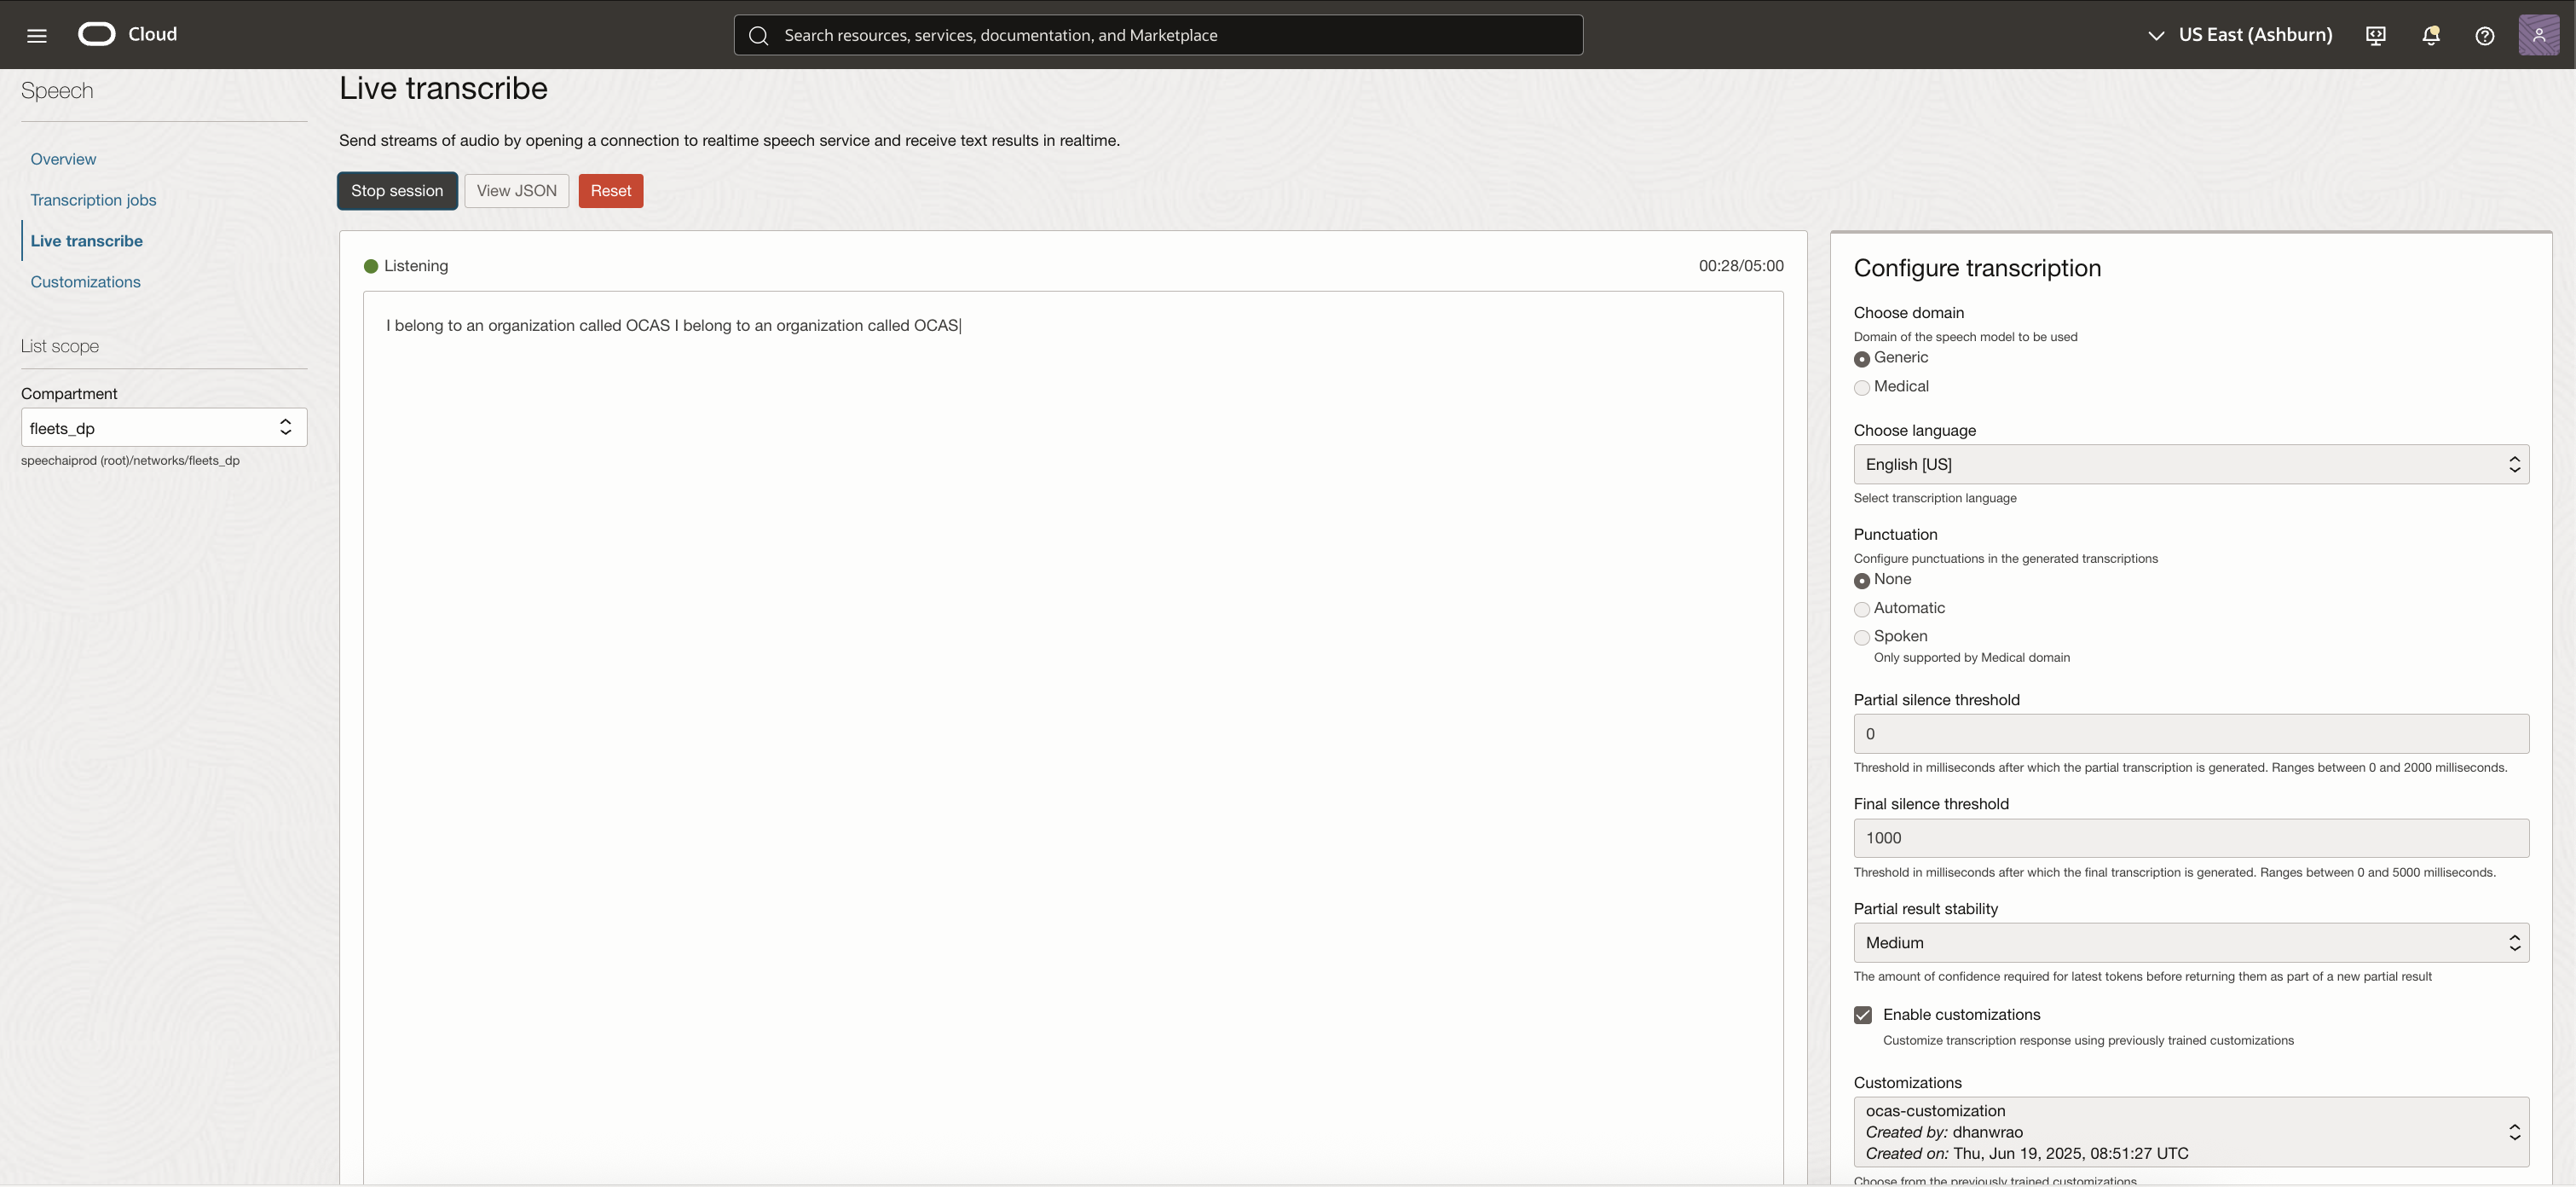 Cloud
Search resources, services, documentation, and Marketplace
US East (Ashburn)
Speech
Overview
Transcription jobs
Live transcribe
Customizations
List scope
Compartment
fleets_dp
speechaiprod (root)/networks/fleets_dp
Live transcribe
Send streams of audio by opening a connection to realtime speech service and receive text results in realtime.
Stop session
View JSON
Reset
Listening
00:28/05:00
I belong to an organization called OCAS I belong to an organization called OCAS
Configure transcription
Choose domain
Domain of the speech model to be used
Generic
Medical
Choose language
English [US]
Select transcription language
Punctuation
Configure punctuations in the generated transcriptions
None
Automatic
Spoken
Only supported by Medical domain
Partial silence threshold
0
Threshold in milliseconds after which the partial transcription is generated. Ranges between 0 and 2000 milliseconds.
Final silence threshold
1000
Threshold in milliseconds after which the final transcription is generated. Ranges between 0 and 5000 milliseconds.
Partial result stability
Medium
The amount of confidence required for latest tokens before returning them as part of a new partial result
Enable customizations
Customize transcription response using previously trained customizations
Customizations
ocas-customization
Created by: dhanwrao
Created on: Thu, Jun 19, 2025, 08:51:27 UTC
Choose from the previously trained customizations